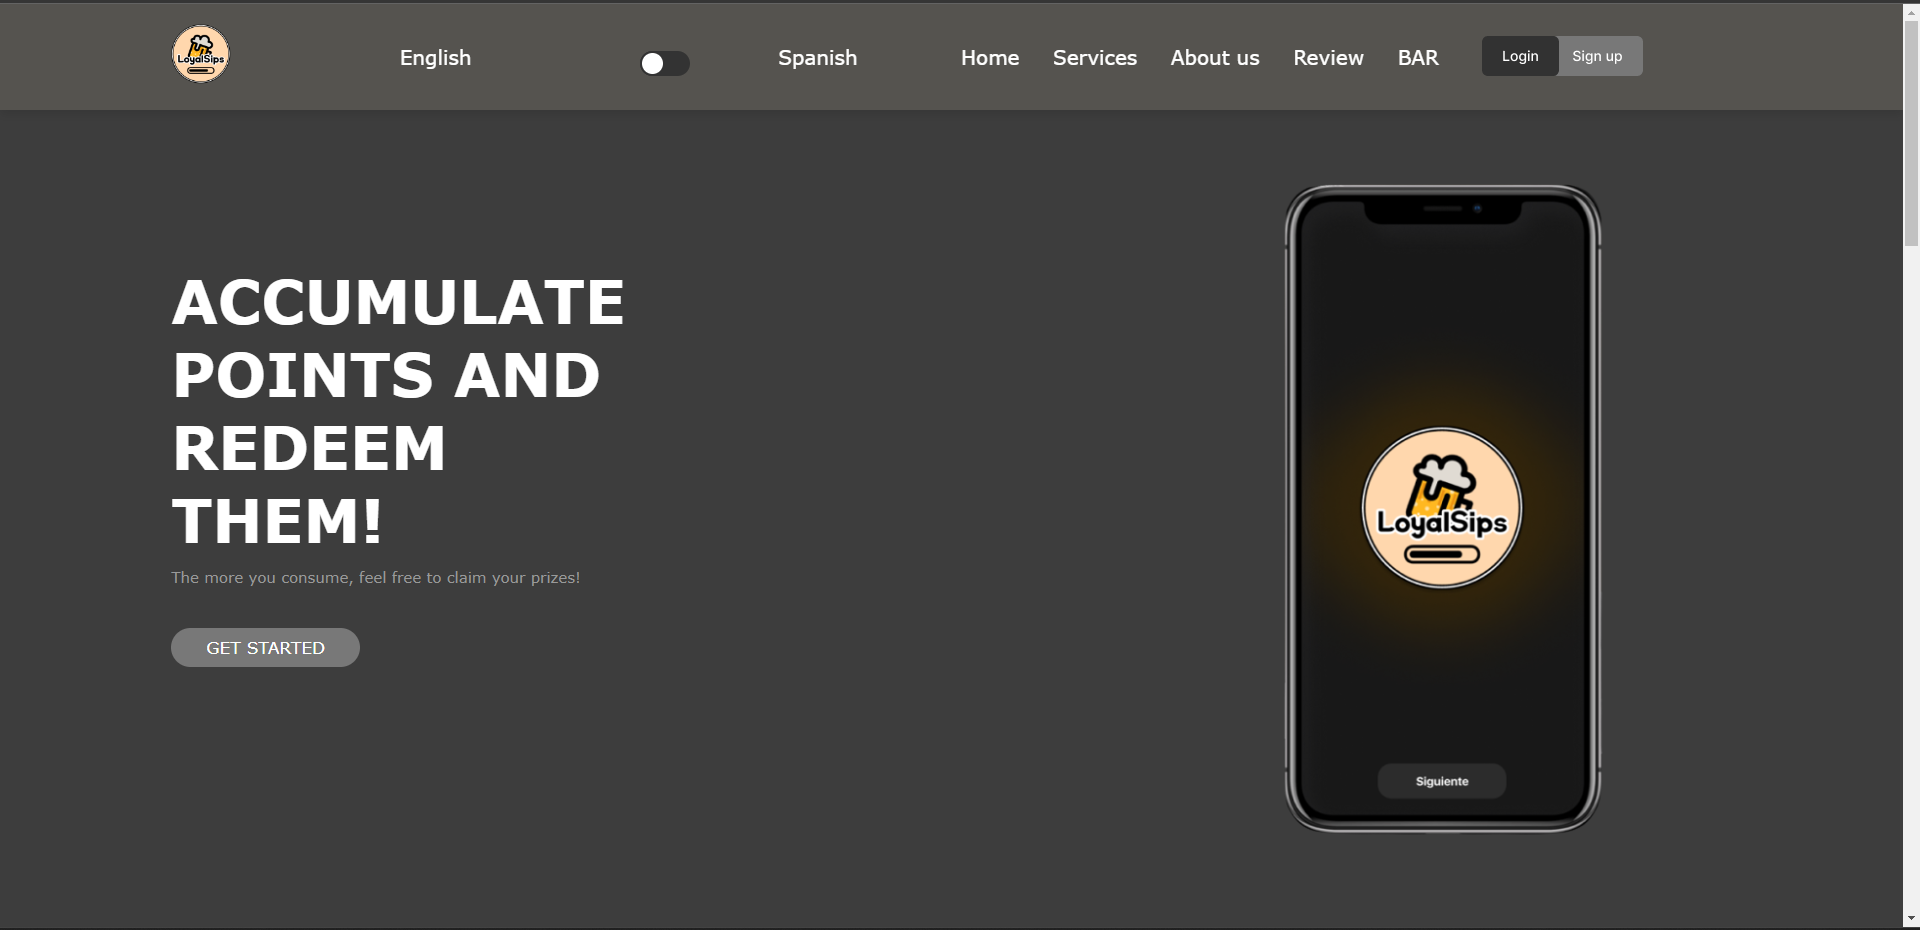 LoyalSips
English
Spanish
Home
Services
About us
Review
BAR
Login
Sign up
ACCUMULATE
POINTS AND
REDEEM
THEM!
The more you consume, feel free to claim your prizes!
GET STARTED
LoyalSips
Siguiente